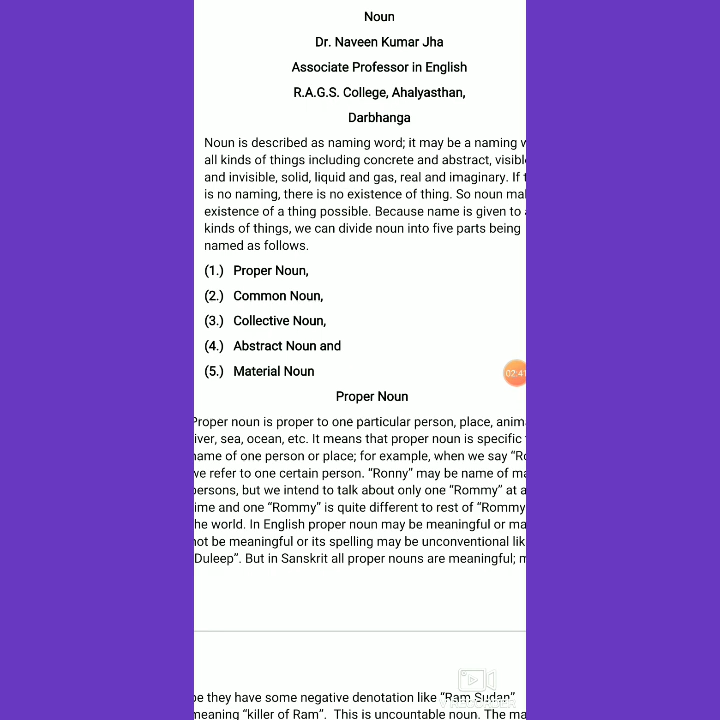 Noun
Dr. Naveen Kumar Jha
Associate Professor in English
R.A.G.S. College, Ahalyasthan,
Darbhanga
Noun is described as naming word; it may be a naming
all kinds of things including concrete and abstract,
and invisible, solid, liquid and gas, real and imaginary. If
is no naming, there is no existence of thing. So noun
existence of a thing possible. Because name is given to
kinds of things, we can divide noun into five parts being
named as follows.
(1.) Proper Noun,
(2.) Common Noun,
(3.) Collective Noun,
(4.) Abstract Noun and
(5.) Material Noun
02:41
Proper Noun
Proper noun is proper to one particular person, place,
iver, sea, ocean, etc. It means that proper noun is specific
name of one person or place; for example, when we say
we refer to one certain person. “Ronny” may be name of
persons, but we intend to talk about only one “Rommy” at
ime and one “Rommy” is quite different to rest of “Rommy
he world. In English proper noun may be meaningful or
not be meaningful or its spelling may be unconventional
Duleep”. But in Sanskrit all proper nouns are meaningful;
be they have some negative denotation like “Ram Sudan”
meaning “killer of Ram”. This is uncountable noun. The